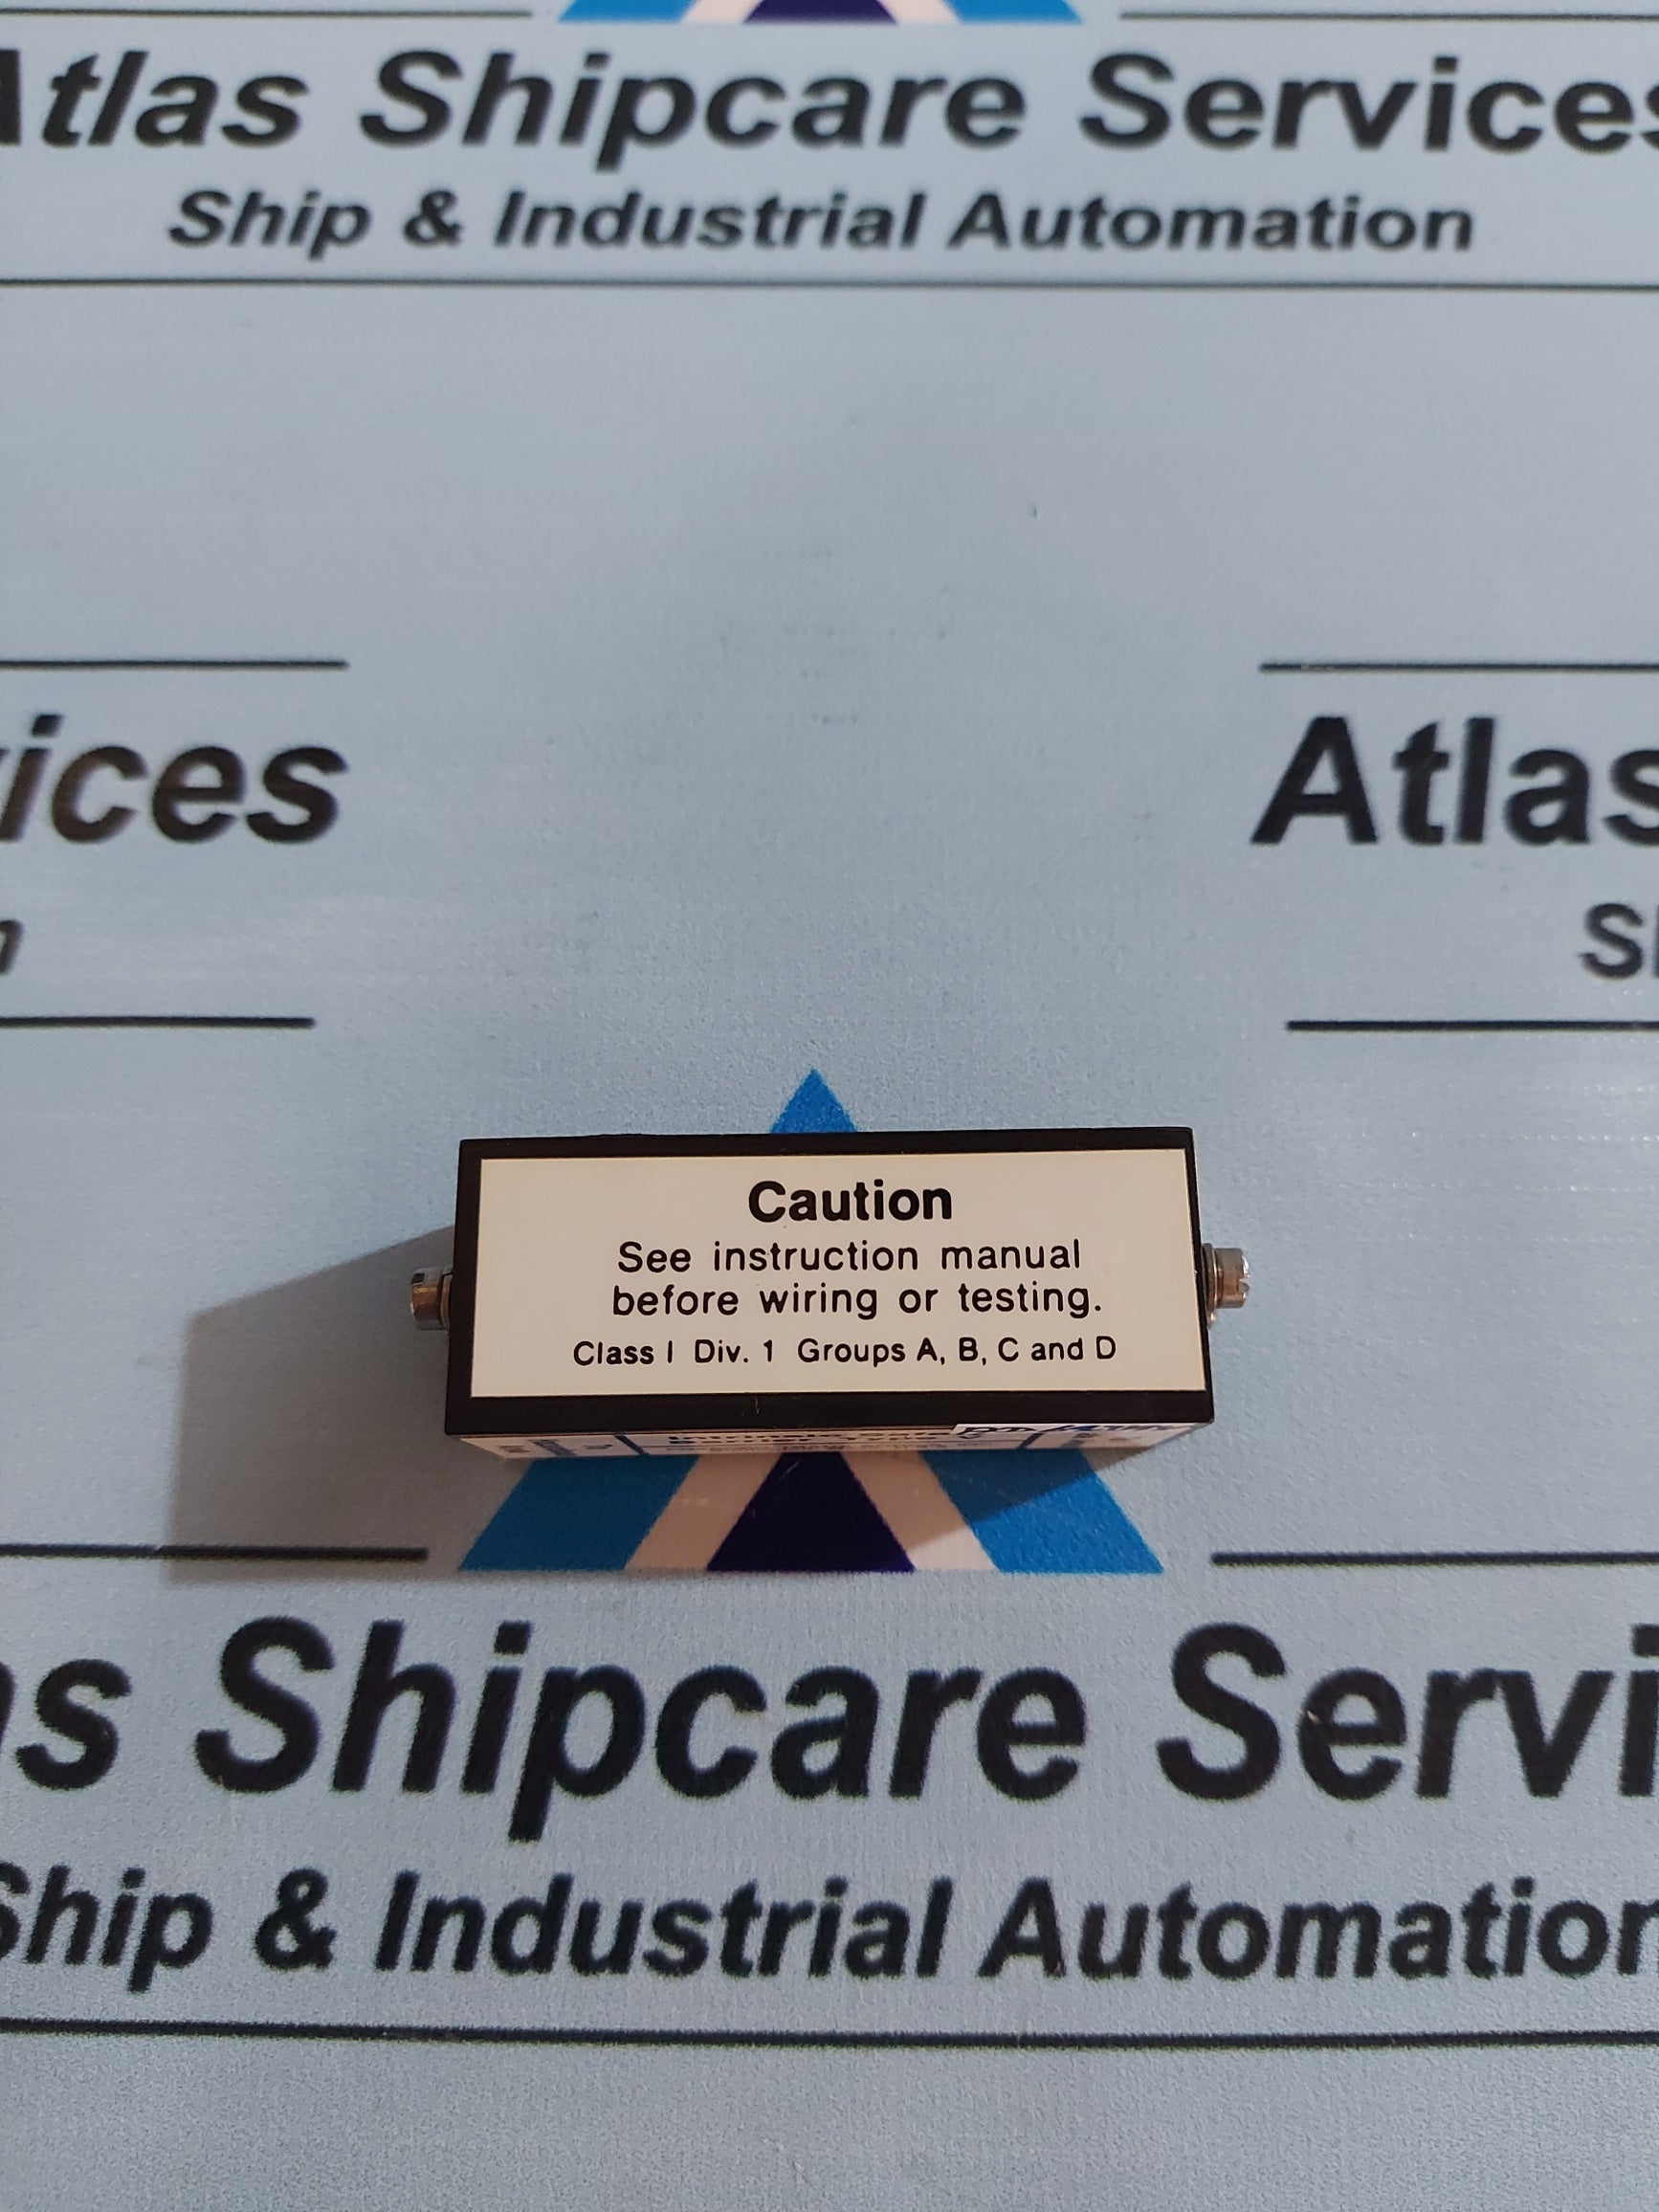 Atlas Shipcare Services
Ship & Industrial Automation
ices
Atlas
Caution
See instruction manual
before wiring or testing.
Class I Div. 1 Groups A, B, C and D
as Shipcare Servi
Ship & Industrial Automation